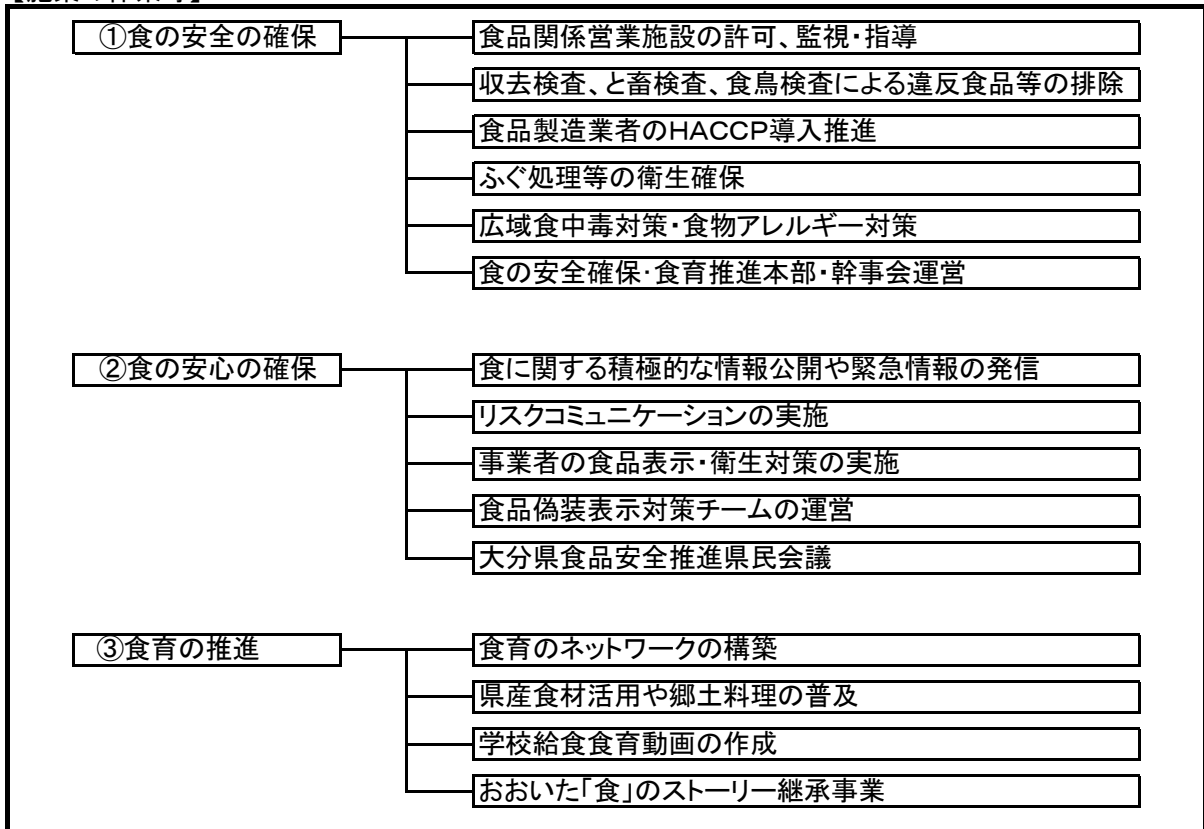 ①食の安全の確保
食品関係営業施設の許可、監視・指導
収去検査、と畜検査、食鳥検査による違反食品等の排除
食品製造業者のHACCP導入推進
ふぐ処理等の衛生確保
広域食中毒対策・食物アレルギー対策
食の安全確保・食育推進本部・幹事会運営
②食の安心の確保
食に関する積極的な情報公開や緊急情報の発信
リスクコミュニケーションの実施
事業者の食品表示・衛生対策の実施
食品偽装表示対策チームの運営
大分県食品安全推進県民会議
③食育の推進
食育のネットワークの構築
県産食材活用や郷土料理の普及
学校給食食育動画の作成
おおいた「食」のストーリー継承事業